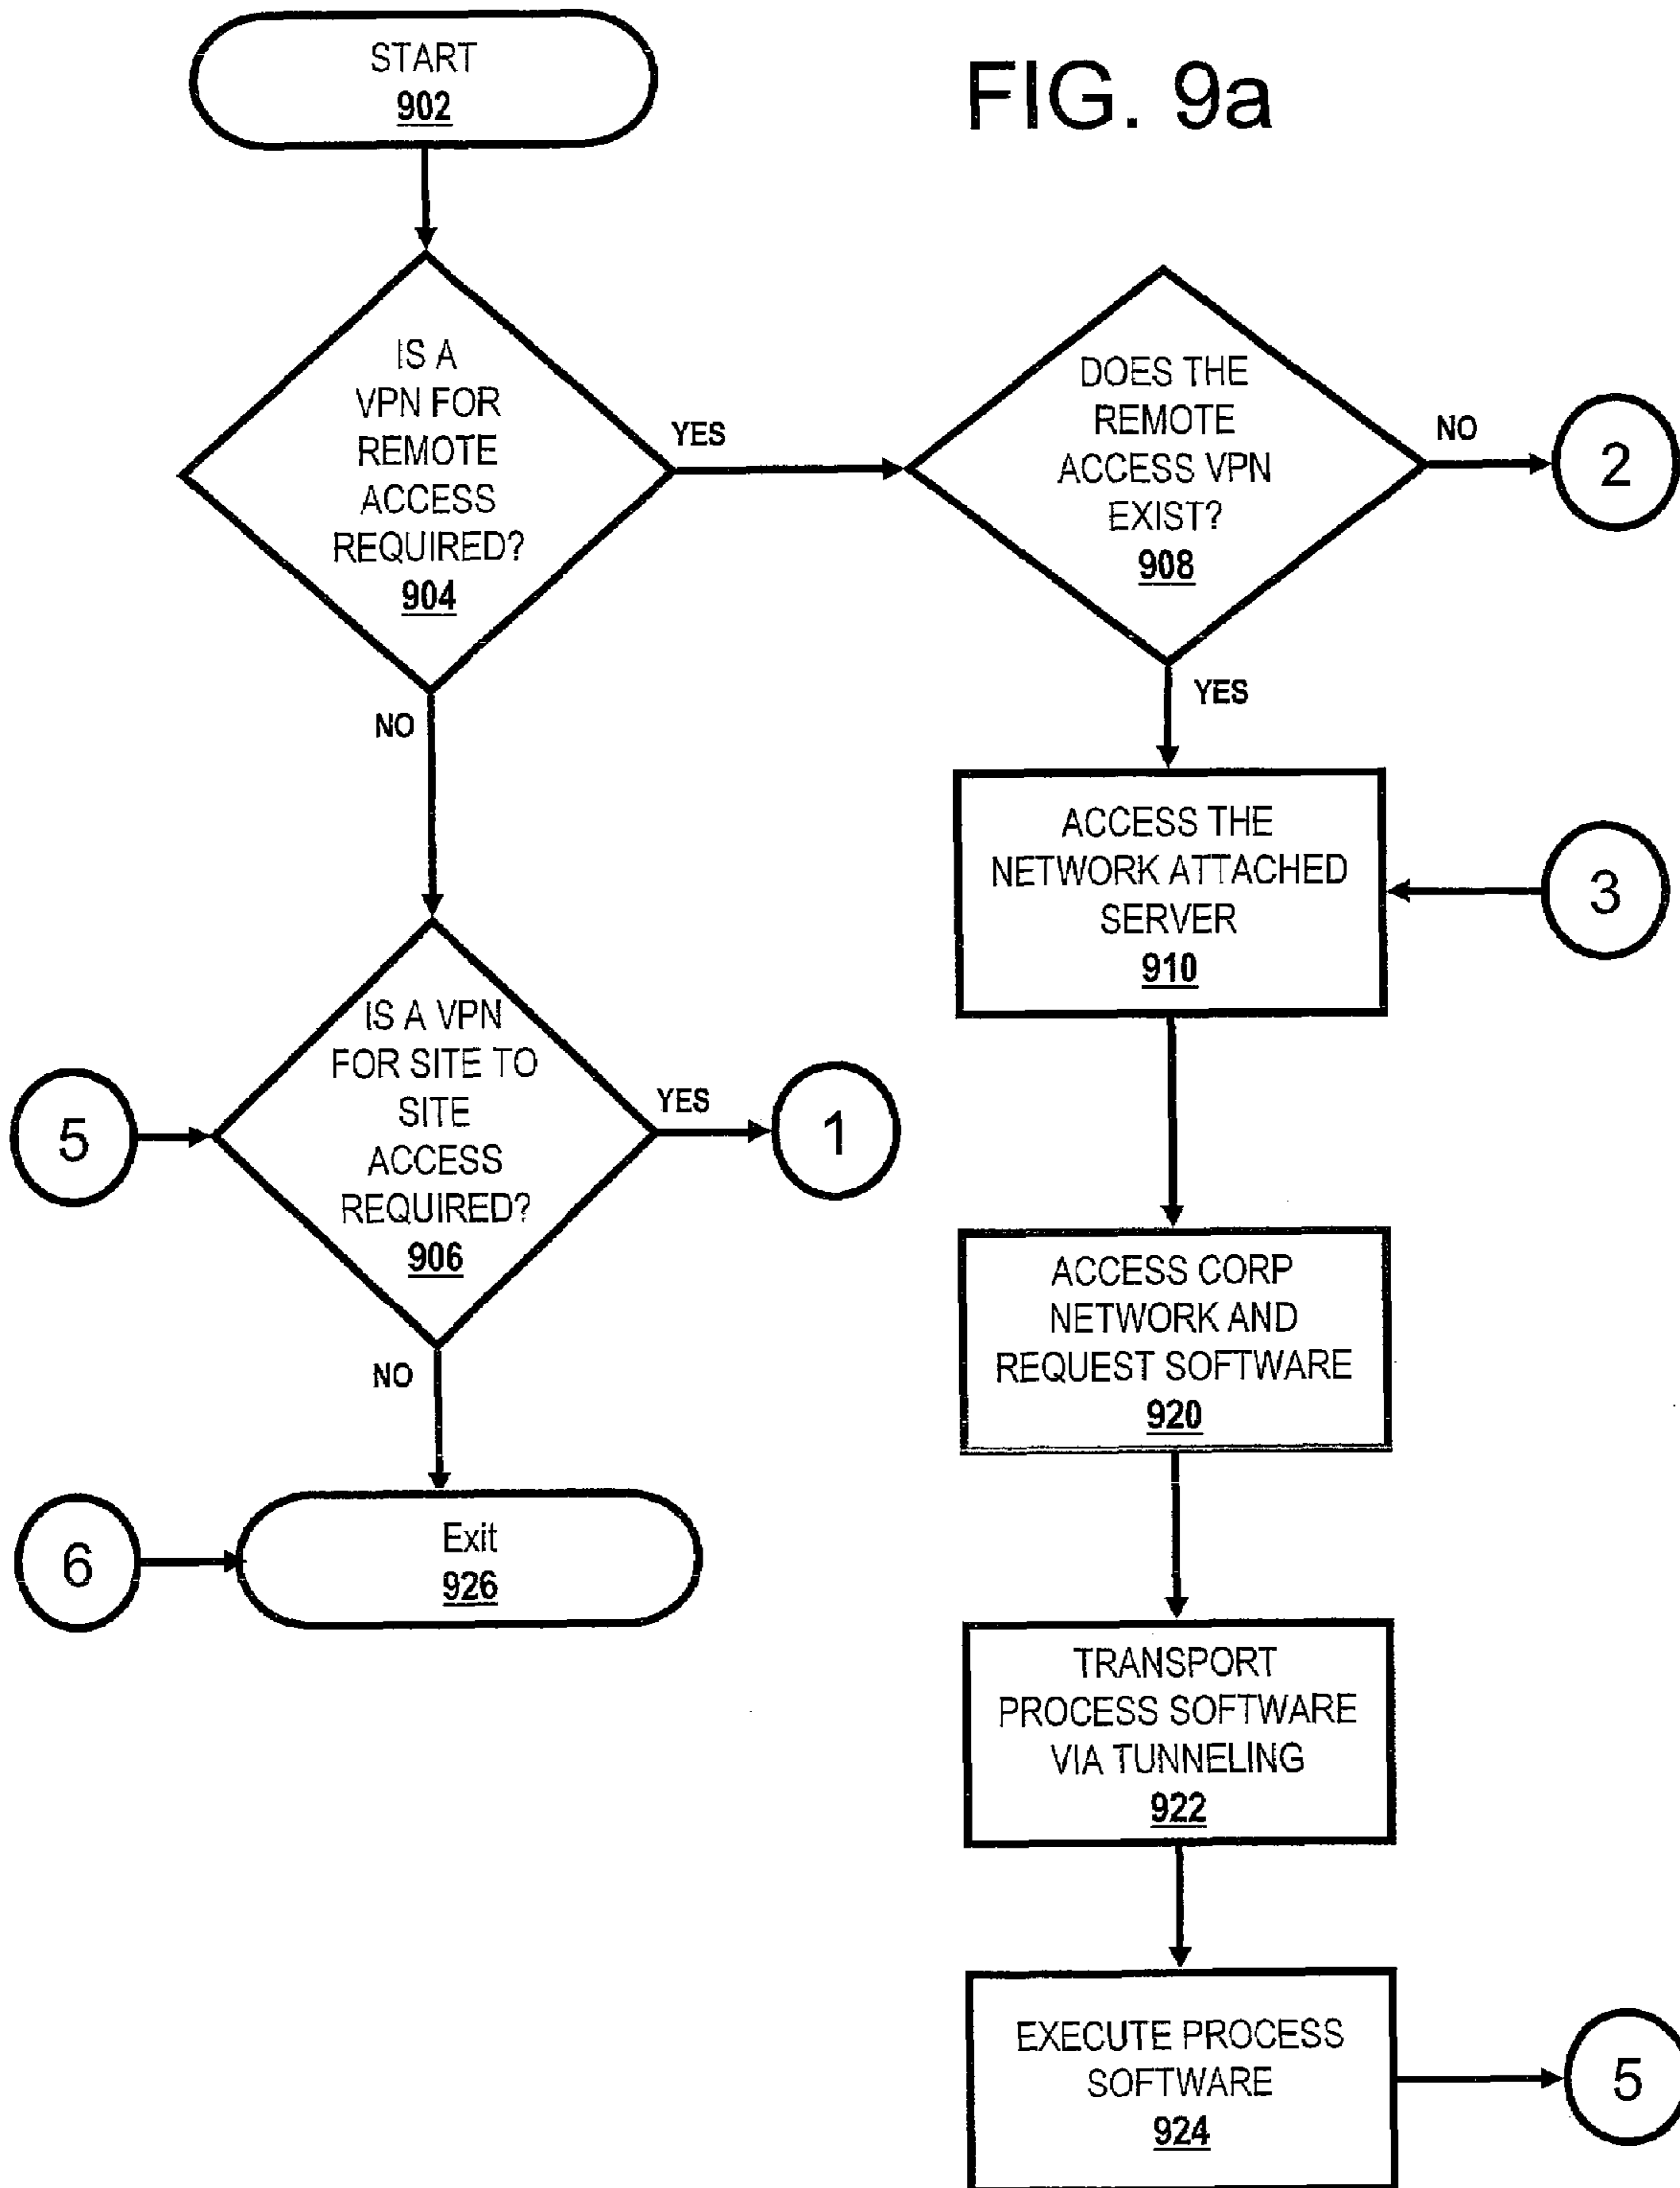 FIG. 9a
START
902
IS A
VPN FOR
REMOTE
ACCESS
REQUIRED?
904
YES
NO
DOES THE
REMOTE
ACCESS VPN
EXIST?
908
NO
2
YES
ACCESS THE
NETWORK ATTACHED
SERVER
910
3
5
IS A VPN
FOR SITE TO
SITE
ACCESS
REQUIRED?
906
YES
1
NO
ACCESS CORP
NETWORK AND
REQUEST SOFTWARE
920
6
Exit
926
TRANSPORT
PROCESS SOFTWARE
VIA TUNNELING
922
EXECUTE PROCESS
SOFTWARE
924
5